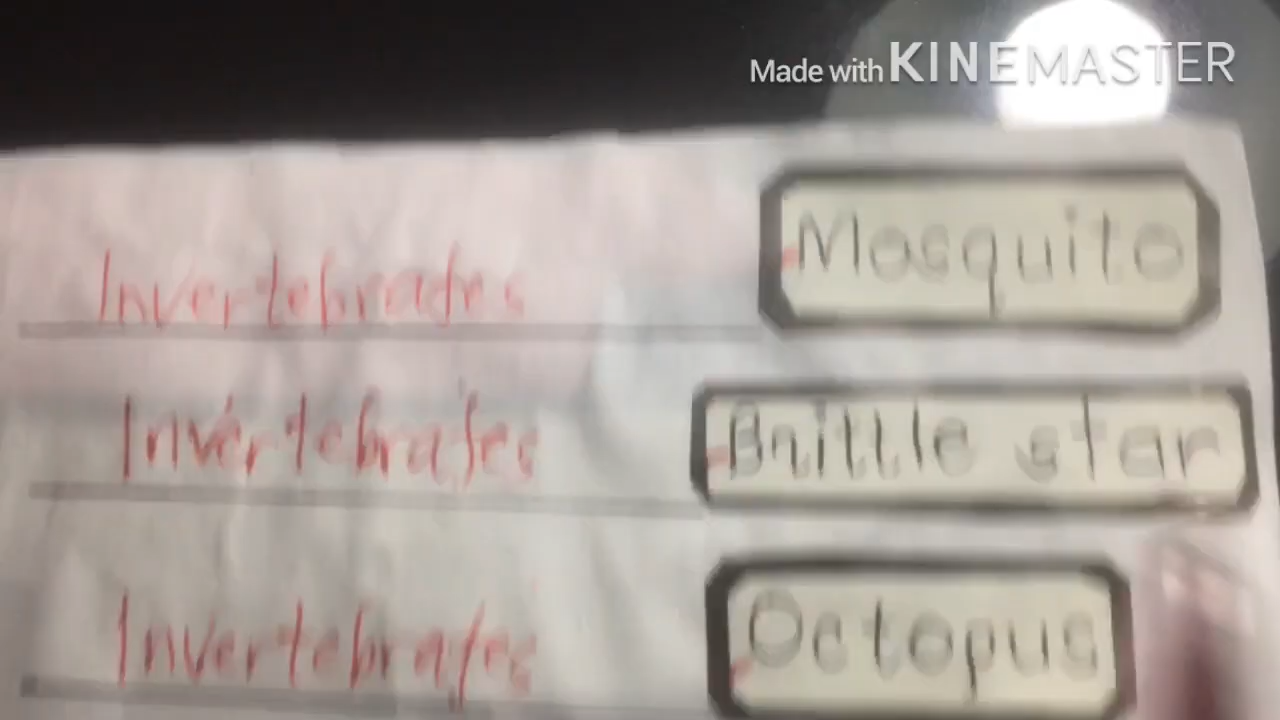 Made with KINEMASTER
Invertebrates Mosquito
Invertebrates Brittle star
Invertebrates Octopus